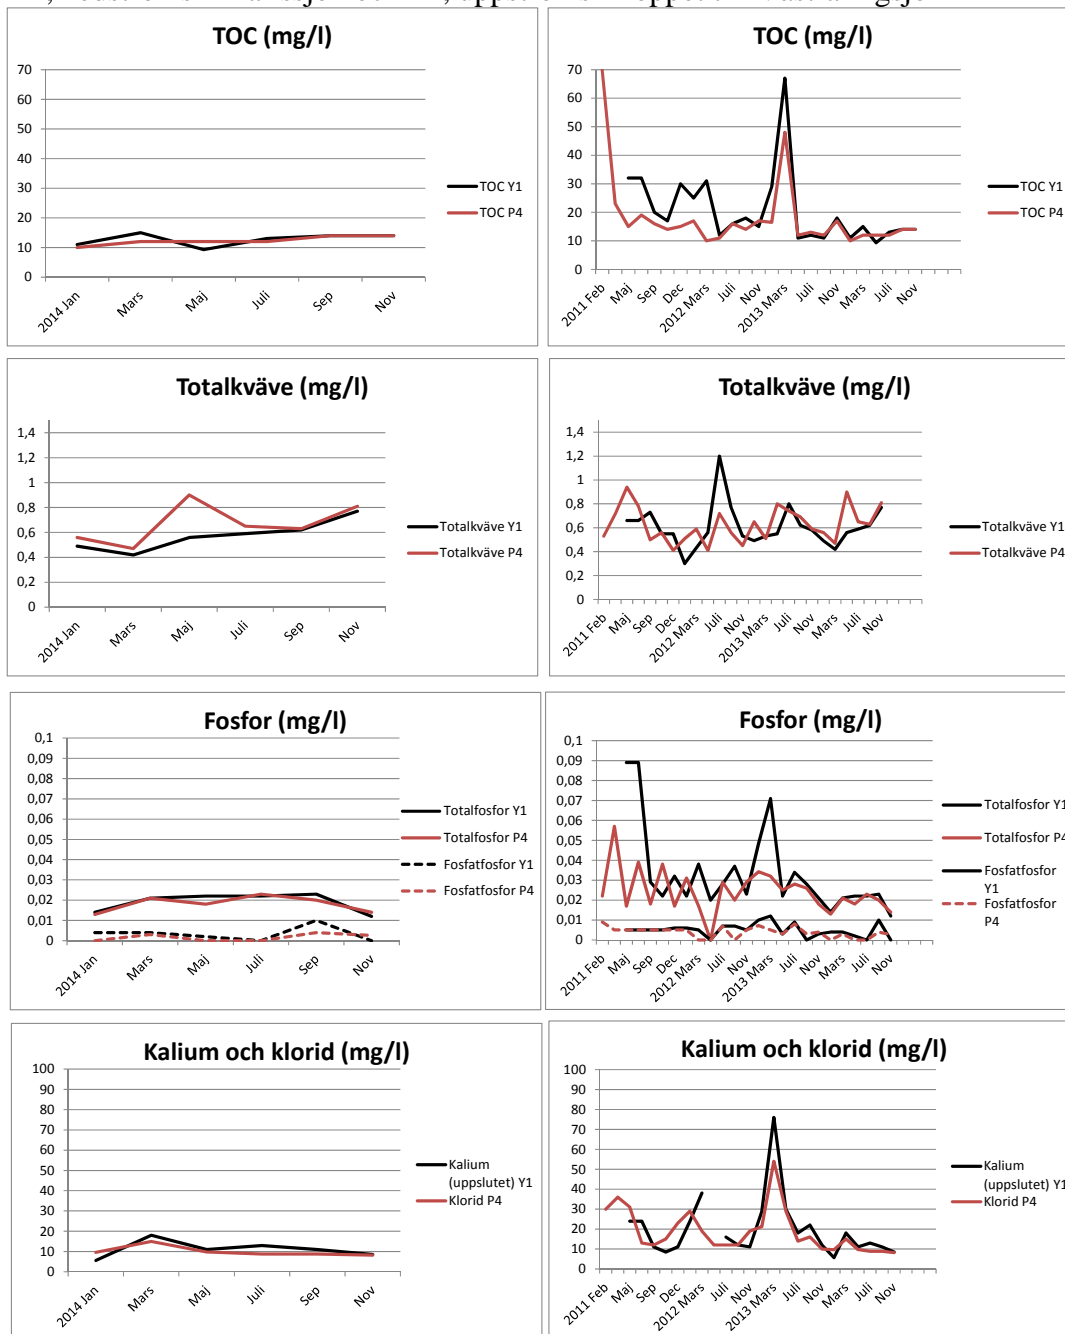 TOC (mg/l)
70
60
50
40
30
20
10
0
2014 Jan
Mars
Maj
Juli
Sep
Nov
TOC Y1
TOC P4
TOC (mg/l)
70
60
50
40
30
20
10
0
2011 Feb
Maj
Sep
Dec
2012 Mars
Juli
Nov
2013 Mars
Juli
Nov
Mars
Juli
Nov
TOC Y1
TOC P4
Totalkväve (mg/l)
1,4
1,2
1
0,8
0,6
0,4
0,2
0
2014 Jan
Mars
Maj
Juli
Sep
Nov
Totalkväve Y1
Totalkväve P4
Totalkväve (mg/l)
1,4
1,2
1
0,8
0,6
0,4
0,2
0
2011 Feb
Maj
Sep
Dec
2012 Mars
Juli
Nov
2013 Mars
Juli
Nov
Mars
Juli
Nov
Totalkväve Y1
Totalkväve P4
Fosfor (mg/l)
0,1
0,09
0,08
0,07
0,06
0,05
0,04
0,03
0,02
0,01
0
2014 Jan
Mars
Maj
Juli
Sep
Nov
Totalfosfor Y1
Totalfosfor P4
Fosfatfosfor Y1
Fosfatfosfor P4
Fosfor (mg/l)
0,1
0,09
0,08
0,07
0,06
0,05
0,04
0,03
0,02
0,01
0
2011 Feb
Maj
Sep
Dec
2012 Mars
Juli
Nov
2013 Mars
Juli
Nov
Mars
Juli
Nov
Totalfosfor Y1
Totalfosfor P4
Fosfatfosfor
Y1
Fosfatfosfor
P4
Kalium och klorid (mg/l)
100
90
80
70
60
50
40
30
20
10
0
2014 Jan
Mars
Maj
Juli
Sep
Nov
Kalium
(uppslutet) Y1
Klorid P4
Kalium och klorid (mg/l)
100
90
80
70
60
50
40
30
20
10
0
2011 Feb
Maj
Sep
Dec
2012 Mars
Juli
Nov
2013 Mars
Juli
Nov
Mars
Juli
Nov
Kalium
(uppslutet) Y1
Klorid P4